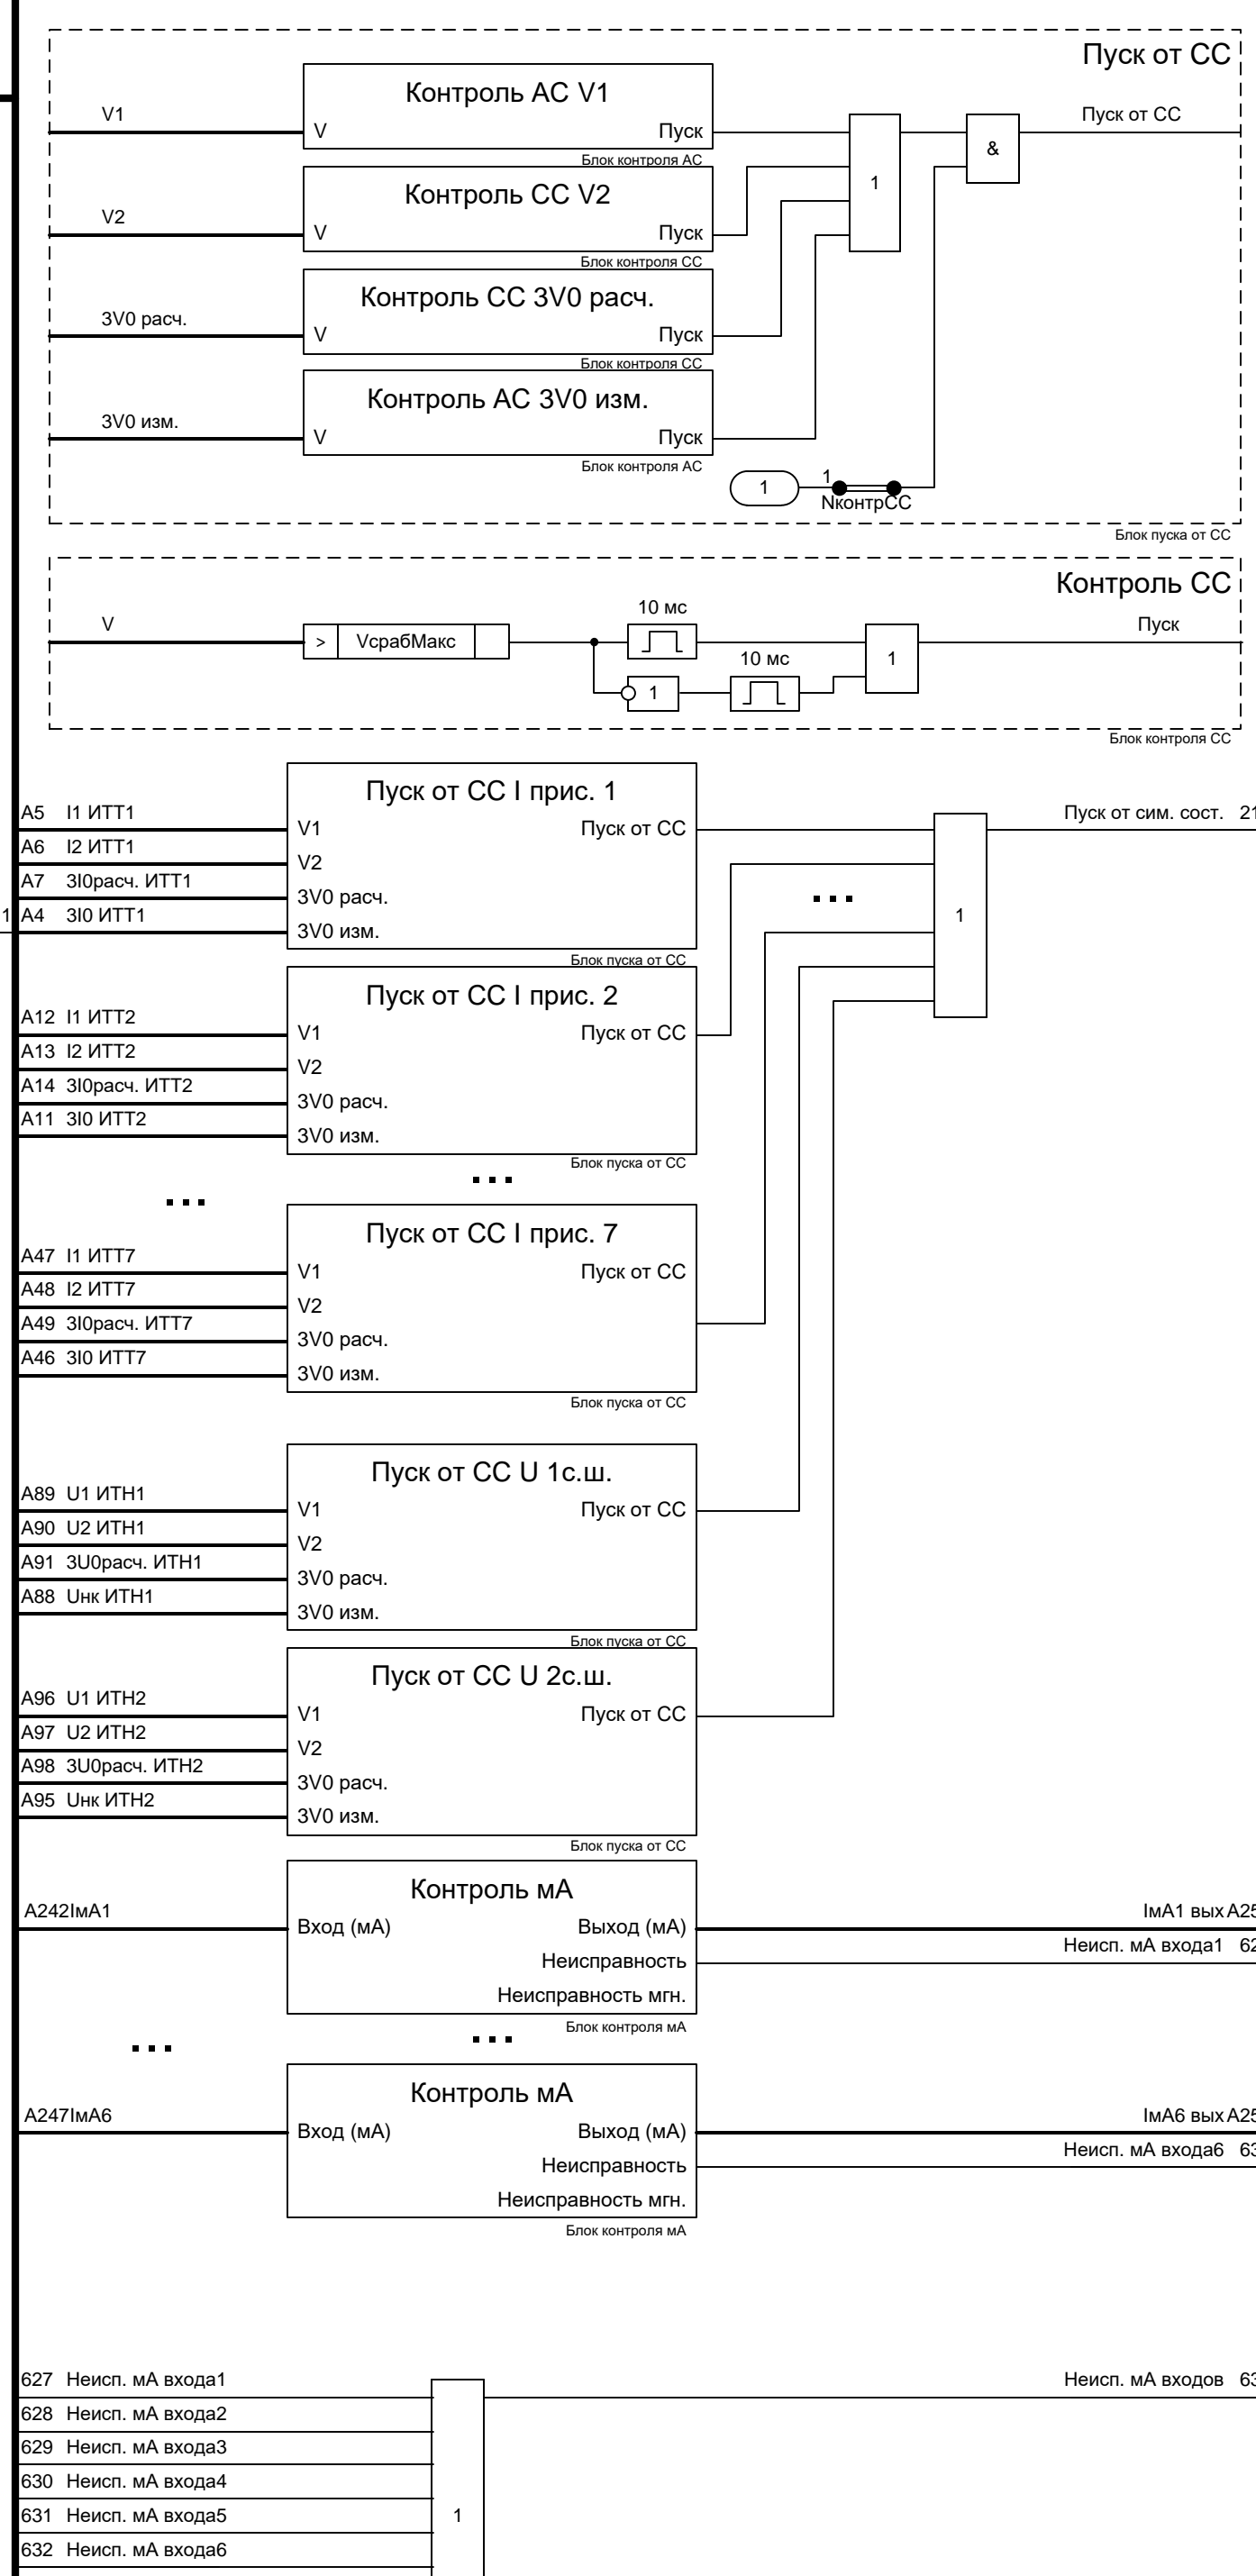 Пуск от СС
Контроль АС V1
V1
V
Пуск
Пуск от СС
Блок контроля АС
1
&
Контроль СС V2
V2
V
Пуск
Блок контроля СС
Контроль СС 3V0 расч.
3V0 расч.
V
Пуск
Блок контроля СС
Контроль АС 3V0 изм.
3V0 изм.
V
Пуск
Блок контроля АС
1
1
NконтрСС
Блок пуска от СС
Контроль СС
V
> VсрабМакс
10 мс
1
10 мс
1
Пуск
Блок контроля СС
Пуск от СС I прис. 1
A5 I1 ИТТ1
V1
Пуск от СС
A6 I2 ИТТ1
V2
A7 3I0расч. ИТТ1
3V0 расч.
1
A4 3I0 ИТТ1
3V0 изм.
Блок пуска от СС
...
1
Пуск от сим. сост. 21
Пуск от СС I прис. 2
A12 I1 ИТТ2
V1
Пуск от СС
A13 I2 ИТТ2
V2
A14 3I0расч. ИТТ2
3V0 расч.
A11 3I0 ИТТ2
3V0 изм.
Блок пуска от СС
...
...
Пуск от СС I прис. 7
A47 I1 ИТТ7
V1
Пуск от СС
A48 I2 ИТТ7
V2
A49 3I0расч. ИТТ7
3V0 расч.
A46 3I0 ИТТ7
3V0 изм.
Блок пуска от СС
Пуск от СС U 1с.ш.
A89 U1 ИТН1
V1
Пуск от СС
A90 U2 ИТН1
V2
A91 3U0расч. ИТН1
3V0 расч.
A88 Uнк ИТН1
3V0 изм.
Блок пуска от СС
Пуск от СС U 2с.ш.
A96 U1 ИТН2
V1
Пуск от СС
A97 U2 ИТН2
V2
A98 3U0расч. ИТН2
3V0 расч.
A95 Uнк ИТН2
3V0 изм.
Блок пуска от СС
Контроль мА
A242IмА1
Вход (мА)
Выход (мА)
IмА1 вых A25
Неисправность
Неисп. мА входа1 62
Неисправность мгн.
Блок контроля мА
...
...
Контроль мА
A247IмА6
Вход (мА)
Выход (мА)
IмА6 вых A25
Неисправность
Неисп. мА входа6 63
Неисправность мгн.
Блок контроля мА
627 Неисп. мА входа1
Неисп. мА входов 63
628 Неисп. мА входа2
629 Неисп. мА входа3
630 Неисп. мА входа4
631 Неисп. мА входа5
1
632 Неисп. мА входа6